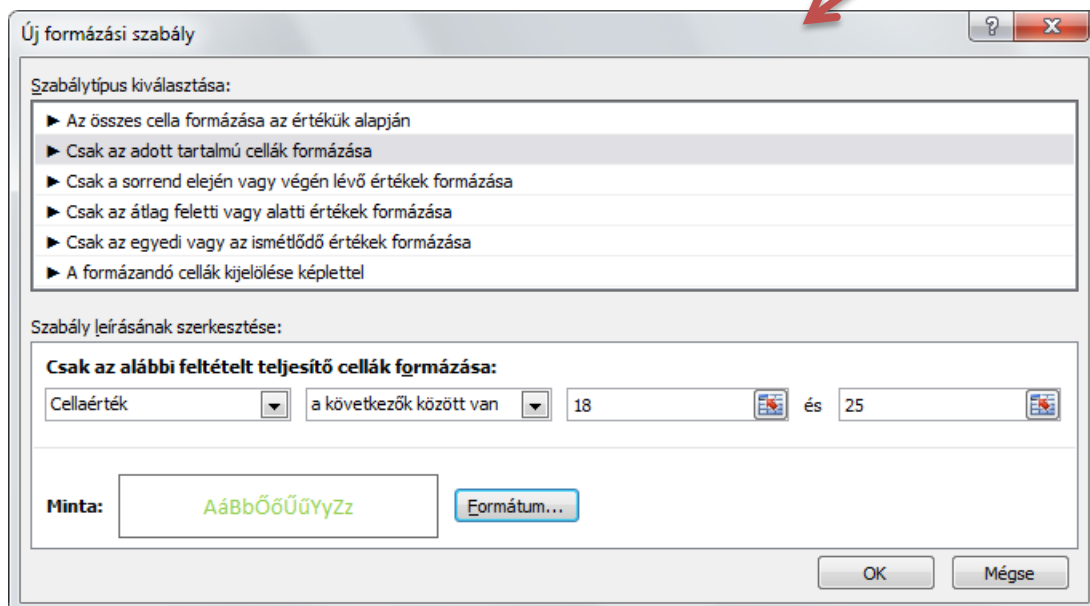 Új formázási szabály
Szabálytípus kiválasztása:
► Az összes cella formázása az értékük alapján
► Csak az adott tartalmú cellák formázása
► Csak a sorrend elején vagy végén lévő értékek formázása
► Csak az átlag feletti vagy alatti értékek formázása
► Csak az egyedi vagy az ismétlődő értékek formázása
► A formázandó cellák kijelölése képlettel
Szabály leírásának szerkesztése:
Csak az alábbi feltételt teljesítő cellák formázása:
Cellaérték a következők között van 18 és 25
Minta: AáBbŐőŰűYyZz Formátum...
OK Mégse